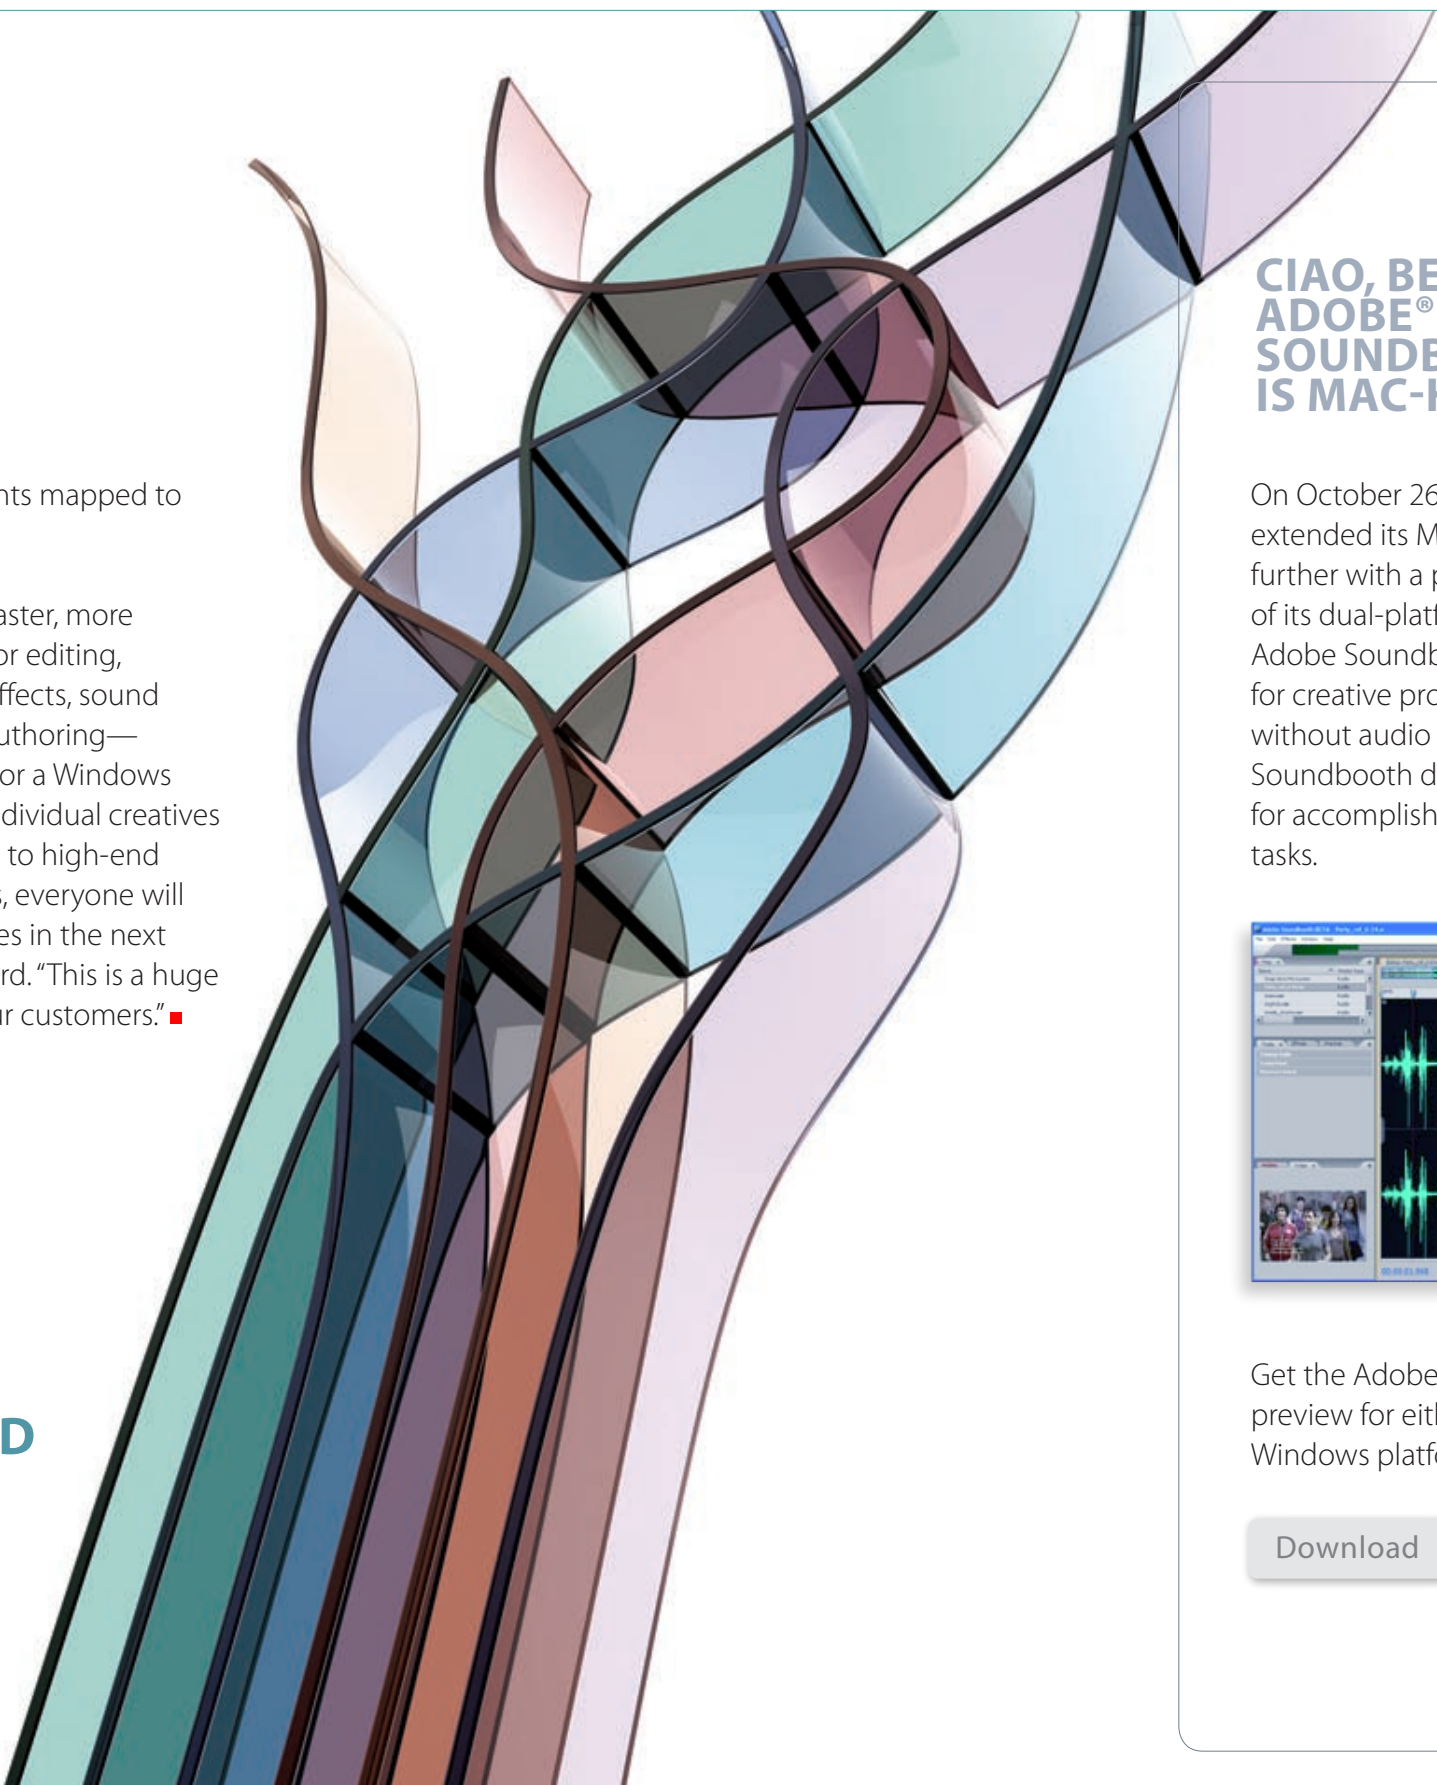 nts mapped to
aster, more
or editing,
ffects, sound
uthoring—
or a Windows
dividual creatives
to high-end
s, everyone will
es in the next
rd. “This is a huge
ur customers.”
D
CIAO, BE
ADOBE®
SOUNDB
IS MAC-H
On October 26
extended its M
further with a p
of its dual-platf
Adobe Soundb
for creative pro
without audio
Soundbooth d
for accomplish
tasks.
Get the Adobe
preview for eith
Windows platfo
Download